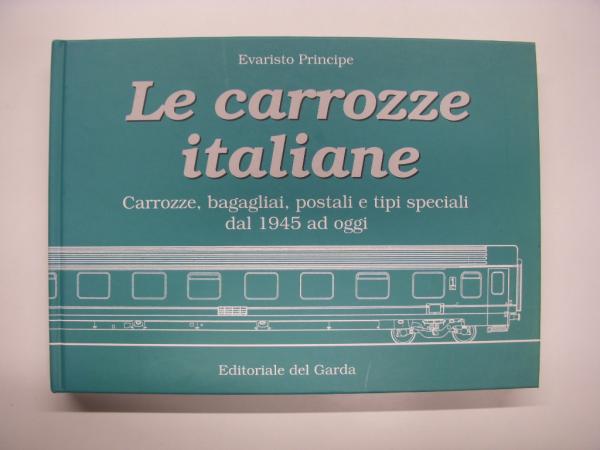 Evaristo Principe
Le carrozze
italiane
Carrozze, bagagliai, postali e tipi speciali
dal 1945 ad oggi
Editoriale del Garda